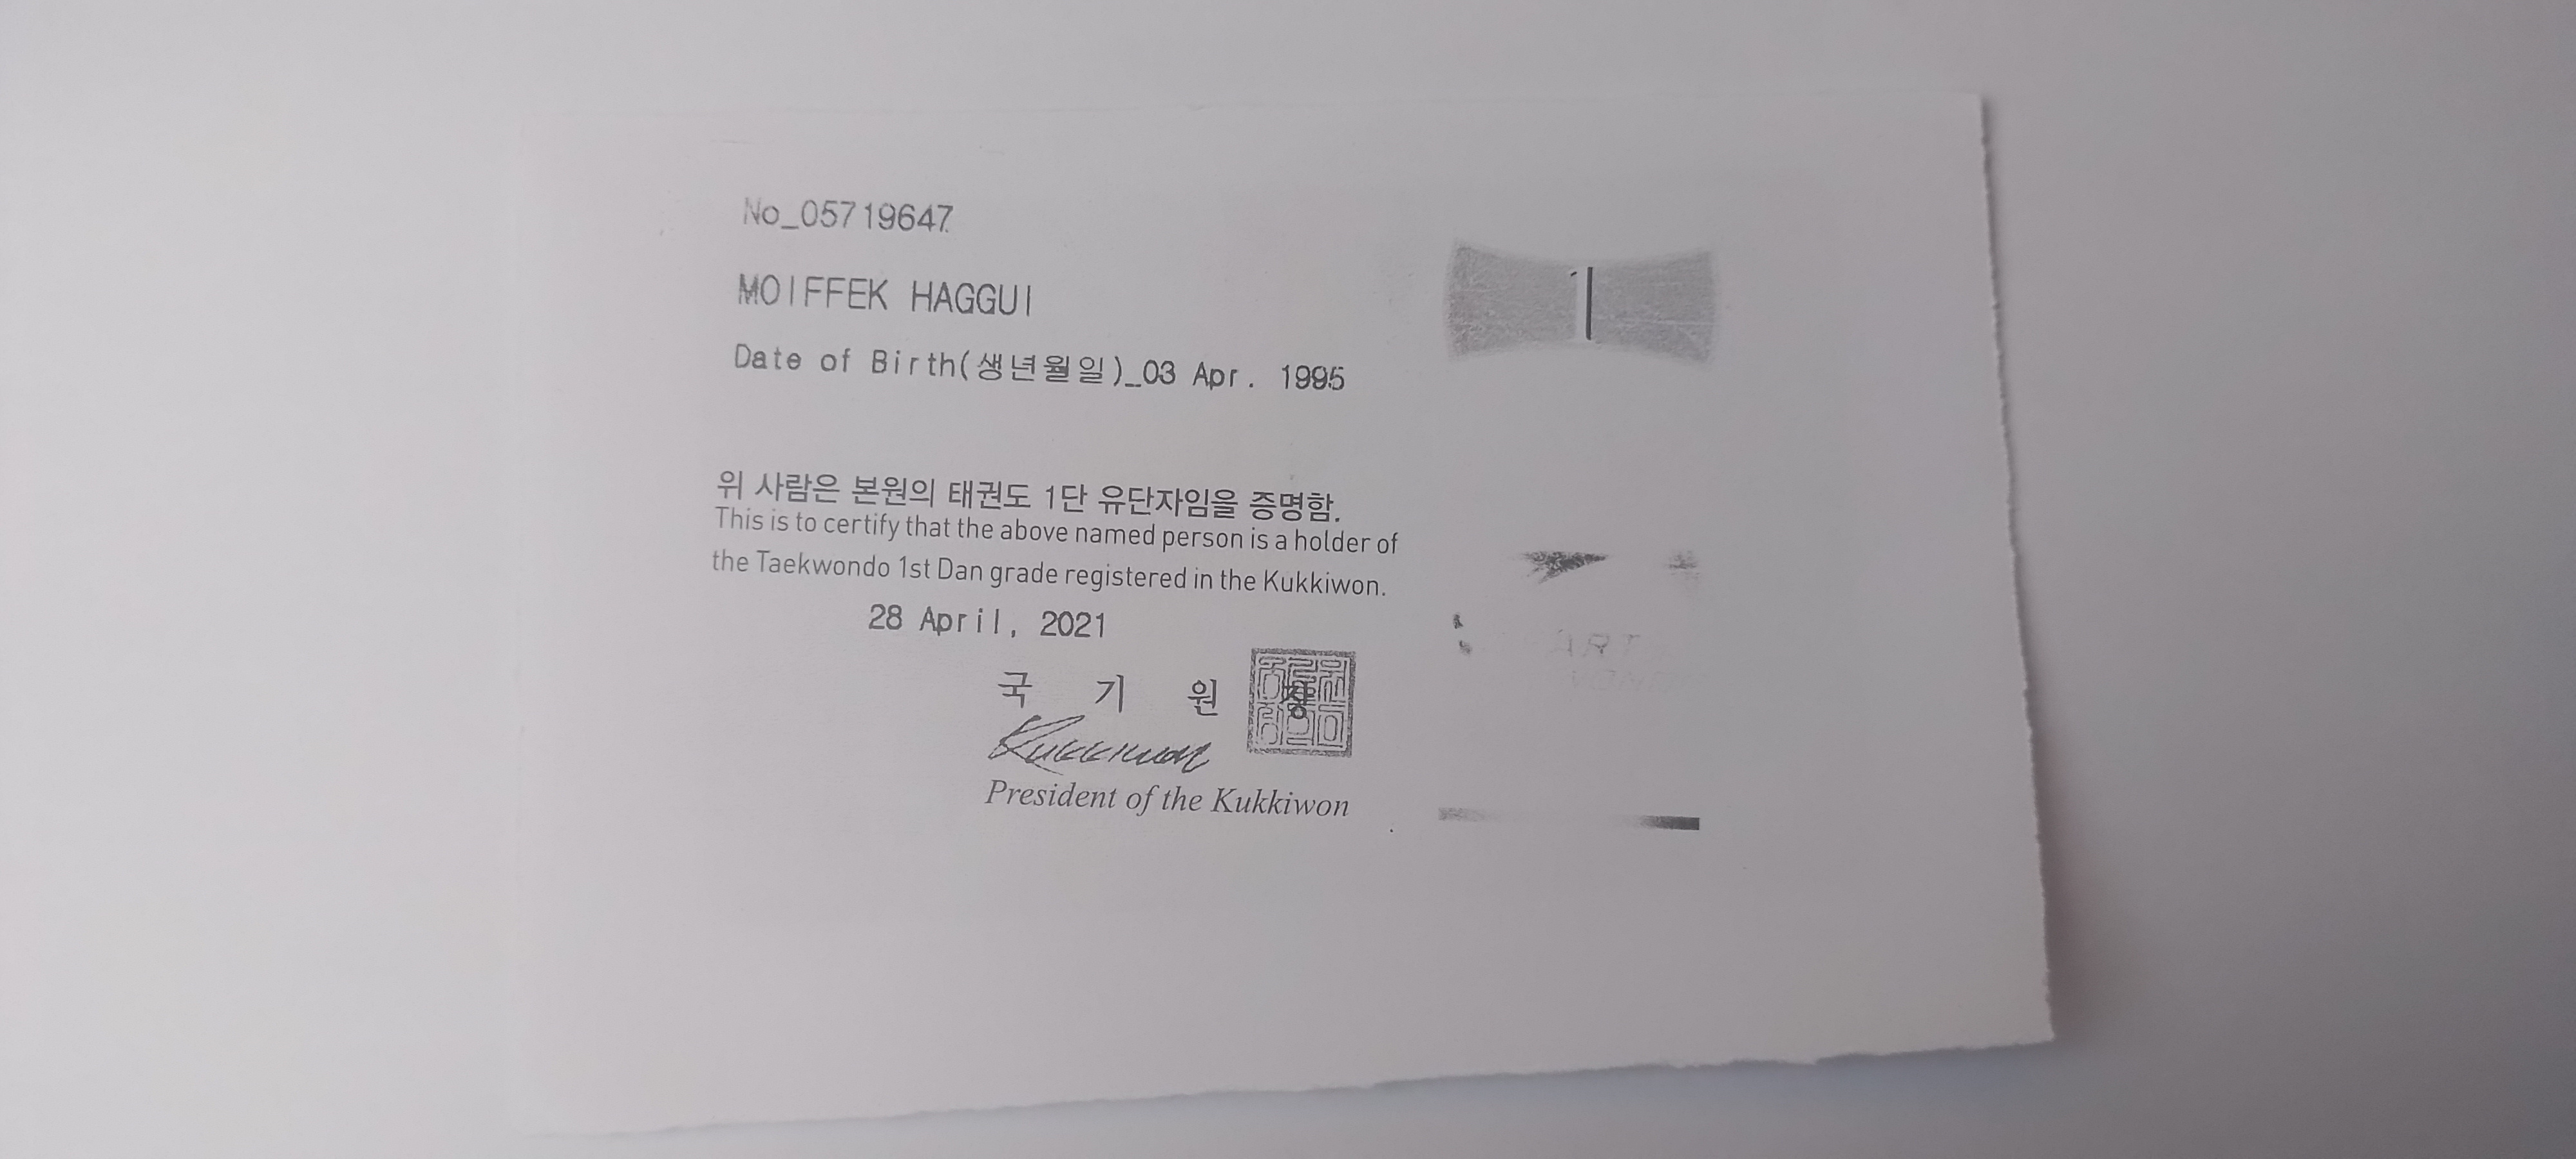 No_05719647
MOIFFEK HAGGUI
Date of Birth(생년월일)_03 Apr. 1995
1
위 사람은 본원의 태권도 1단 유단자임을 증명함.
This is to certify that the above named person is a holder of
the Taekwondo 1st Dan grade registered in the Kukkiwon.
28 April, 2021
국 기 원 장
Kukkiwon
President of the Kukkiwon
ART